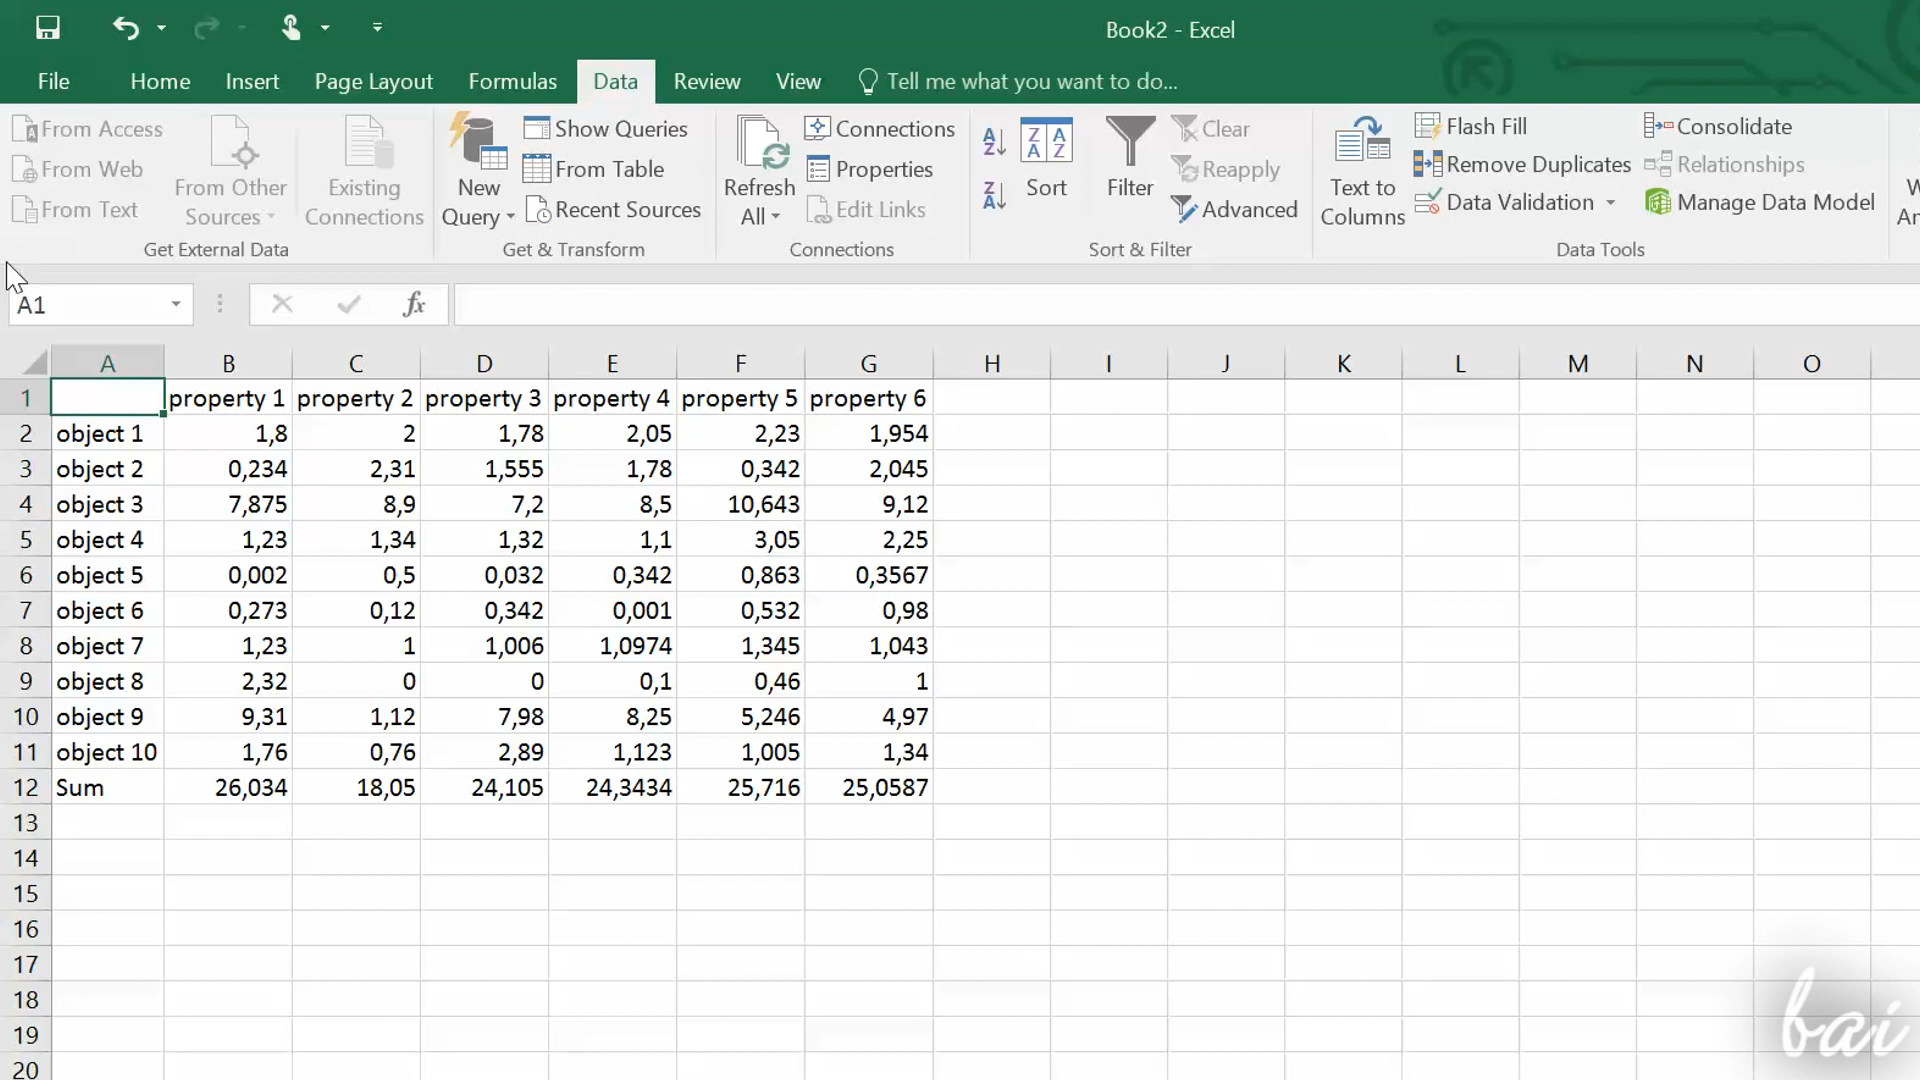 Book2 - Excel
File Home Insert Page Layout Formulas Data Review View Tell me what you want to do...
From Access
From Web
From Text
From Other Sources
Existing Connections
Get External Data
New Query
Show Queries
From Table
Recent Sources
Get & Transform
Refresh All
Connections
Properties
Edit Links
Connections
Sort
Filter
Clear
Reapply
Advanced
Sort & Filter
Text to Columns
Flash Fill
Remove Duplicates
Data Validation
Consolidate
Relationships
Manage Data Model
Data Tools
A1 fx
A B C D E F G H I J K L M N O
1 property 1 property 2 property 3 property 4 property 5 property 6
2 object 1 1,8 2 1,78 2,05 2,23 1,954
3 object 2 0,234 2,31 1,555 1,78 0,342 2,045
4 object 3 7,875 8,9 7,2 8,5 10,643 9,12
5 object 4 1,23 1,34 1,32 1,1 3,05 2,25
6 object 5 0,002 0,5 0,032 0,342 0,863 0,3567
7 object 6 0,273 0,12 0,342 0,001 0,532 0,98
8 object 7 1,23 1 1,006 1,0974 1,345 1,043
9 object 8 2,32 0 0 0,1 0,46 1
10 object 9 9,31 1,12 7,98 8,25 5,246 4,97
11 object 10 1,76 0,76 2,89 1,123 1,005 1,34
12 Sum 26,034 18,05 24,105 24,3434 25,716 25,0587
13
14
15
16
17
18
19
20
bai